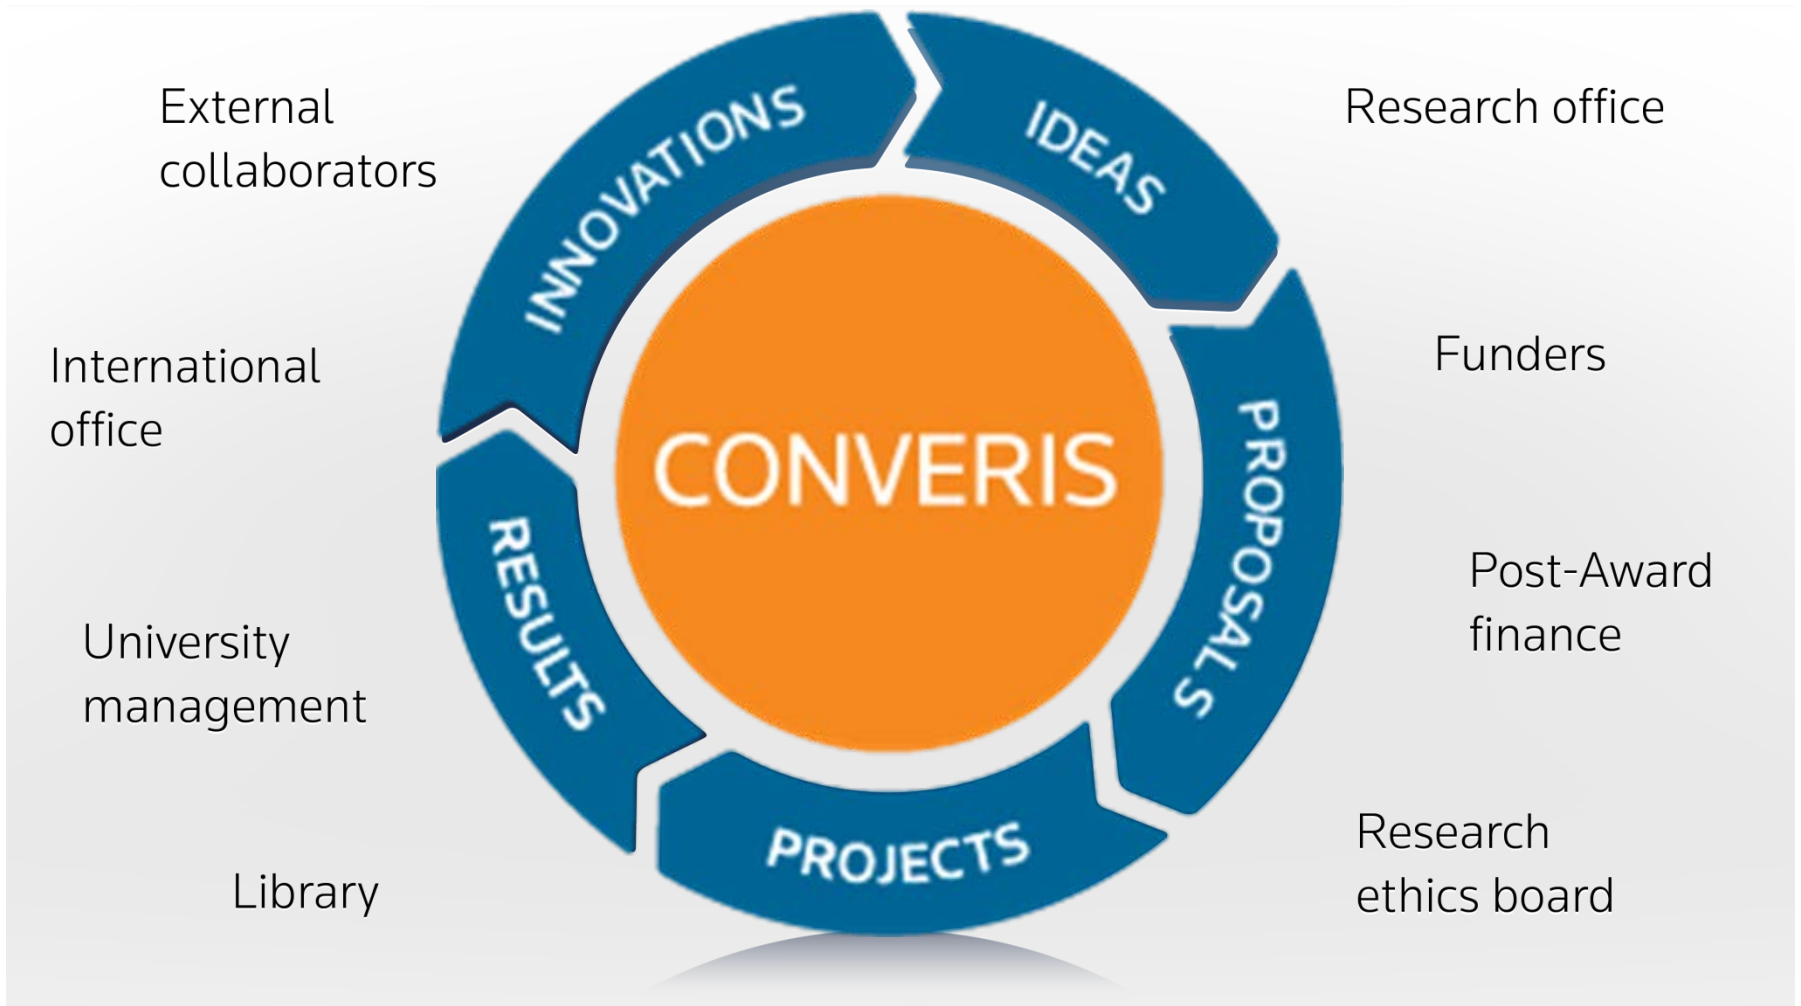 External
collaborators
International
office
University
management
Library
INNOVATIONS
IDEAS
PROPOSALS
PROJECTS
RESULTS
CONVERIS
Research office
Funders
Post-Award
finance
Research
ethics board